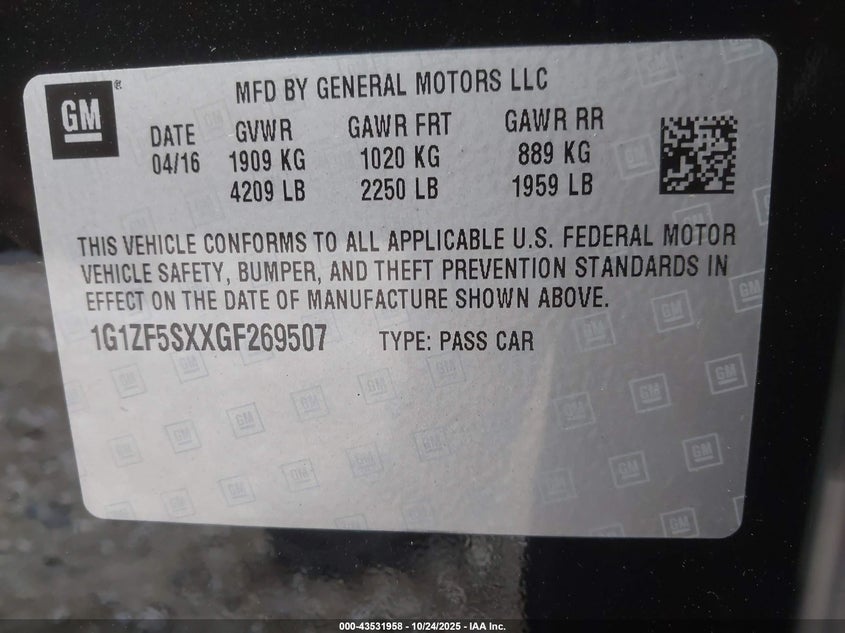 GM
MFD BY GENERAL MOTORS LLC
DATE GVWR GAWR FRT GAWR RR
04/16 1909 KG 1020 KG 889 KG
4209 LB 2250 LB 1959 LB
THIS VEHICLE CONFORMS TO ALL APPLICABLE U.S. FEDERAL MOTOR
VEHICLE SAFETY, BUMPER, AND THEFT PREVENTION STANDARDS IN
EFFECT ON THE DATE OF MANUFACTURE SHOWN ABOVE.
1G1ZF5SXXGF269507 TYPE: PASS CAR
000-43531958 - 10/24/2025 - IAA Inc.